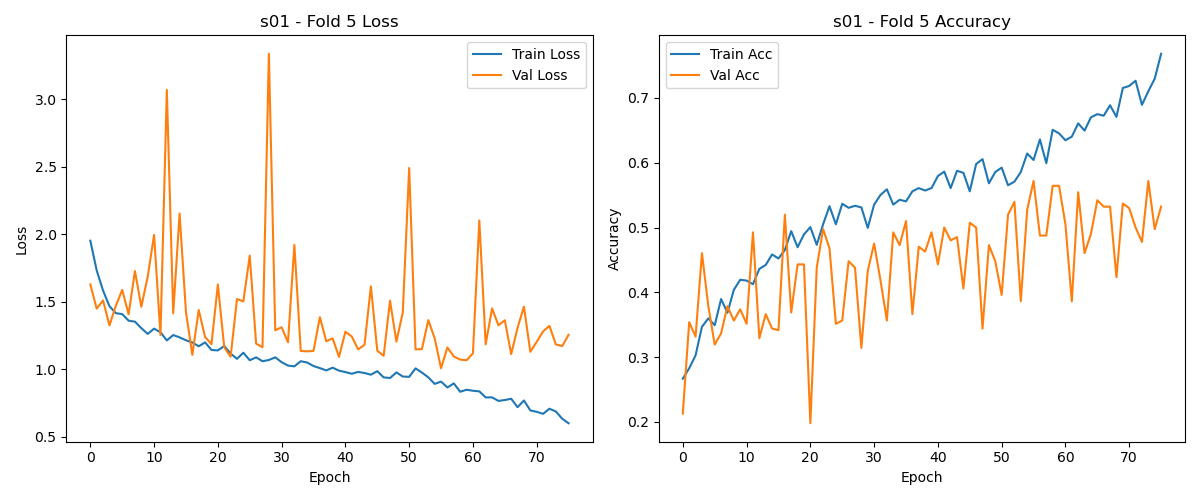 s01 - Fold 5 Loss
Train Loss
Val Loss
Loss
3.0
2.5
2.0
1.5
1.0
0.5
0 10 20 30 40 50 60 70
Epoch
s01 - Fold 5 Accuracy
Train Acc
Val Acc
Accuracy
0.7
0.6
0.5
0.4
0.3
0.2
0 10 20 30 40 50 60 70
Epoch